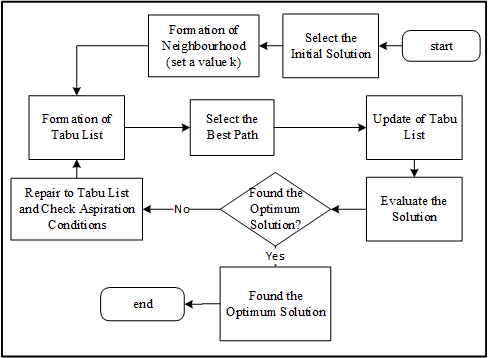 start
Select the
Initial Solution
Formation of
Neighbourhood
(set a value k)
Formation of
Tabu List
Select the
Best Path
Update of Tabu
List
Evaluate the
Solution
Found the
Optimum
Solution?
No
Repair to Tabu List
and Check Aspiration
Conditions
Yes
Found the
Optimum Solution
end